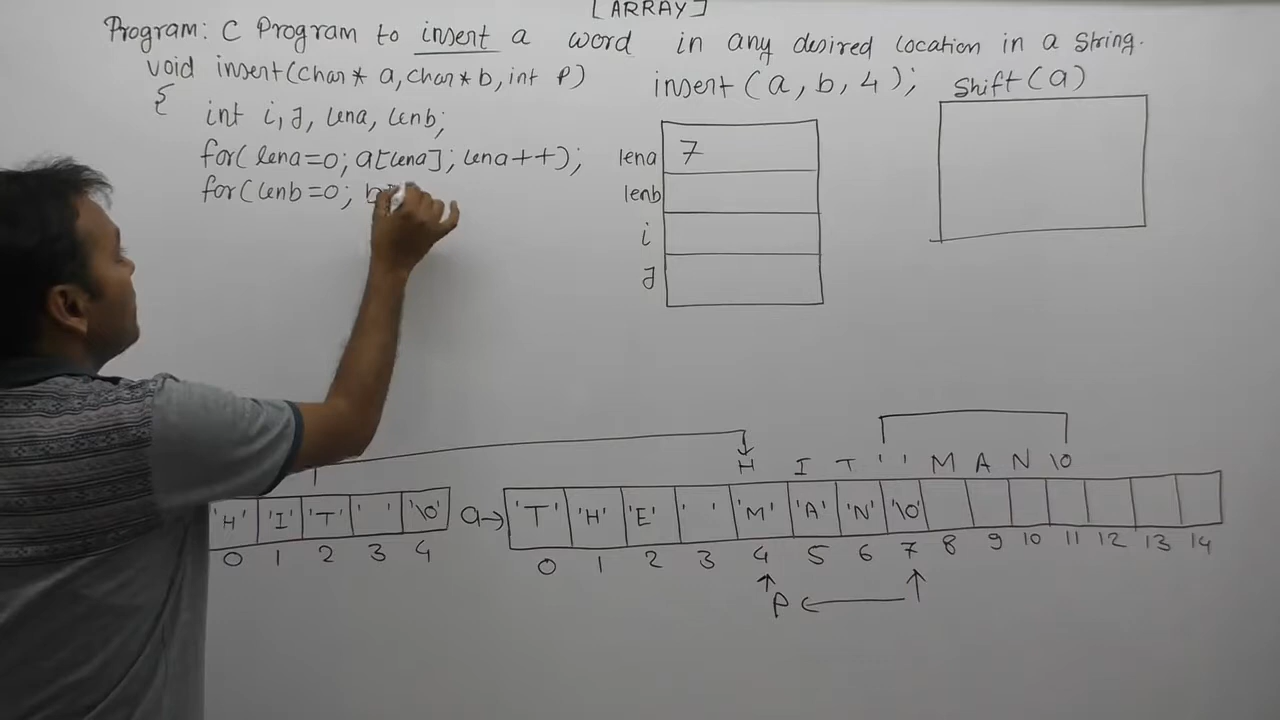 [ARRAY]
Program: C Program to insert a word in any desired location in a string.
void insert(char* a, char* b, int P) insert(a, b, 4); shift(a)
{
int i, J, lena, lenb;
for(lena=0; a[lena]; lena++); lena 7
for(lenb=0; b[ lenb
i
J
H I T ' ' M A N \0
'H' 'I' 'T' ' ' '\0' a→ 'T' 'H' 'E' ' ' 'M' 'A' 'N' '\0'
0 1 2 3 4 0 1 2 3 4 5 6 7 8 9 10 11 12 13 14
P